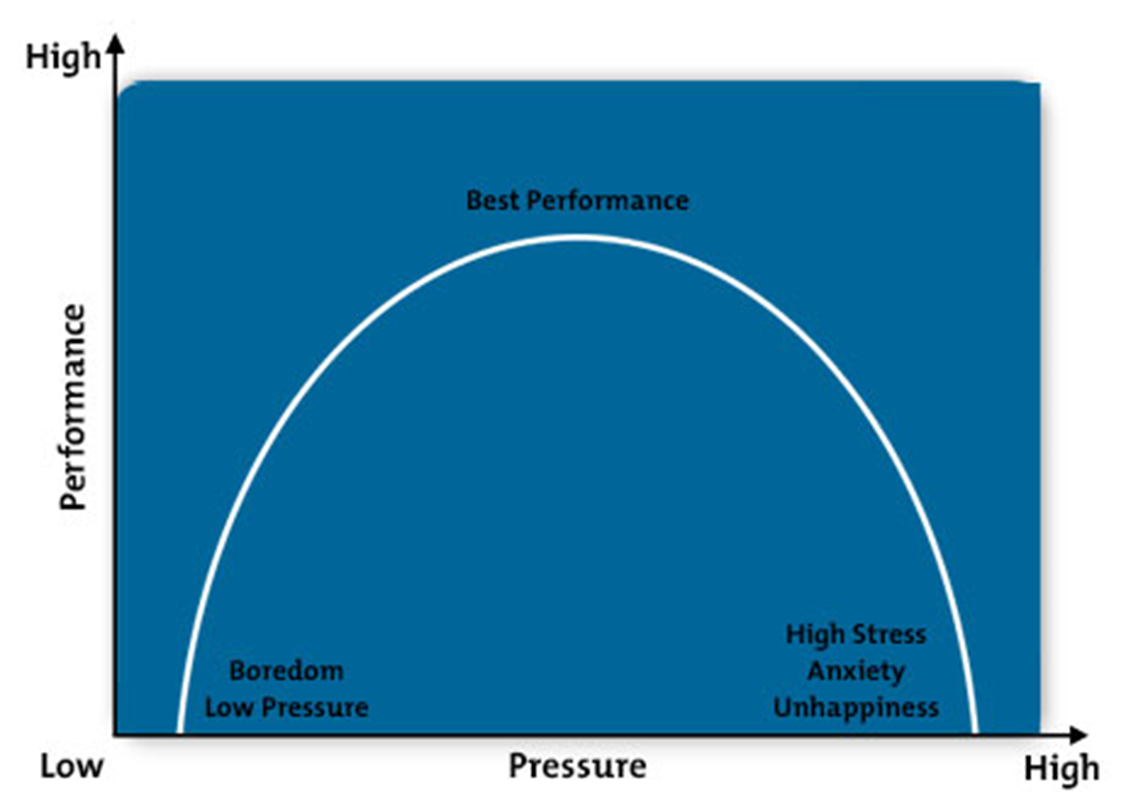 High
Best Performance
Performance
High Stress
Boredom
Anxiety
Low Pressure
Unhappiness
Low
Pressure
High